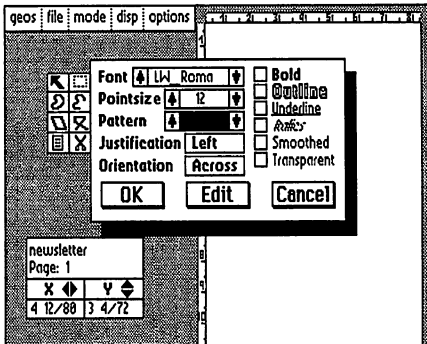 geos file mode disp options
Font LW_Roma
Pointsize 12
Pattern
Justification Left
Orientation Across
Bold
Outline
Underline
Italics
Smoothed
Transparent
OK Edit Cancel
newsletter
Page: 1
X Y
4 12/80 3 4/72